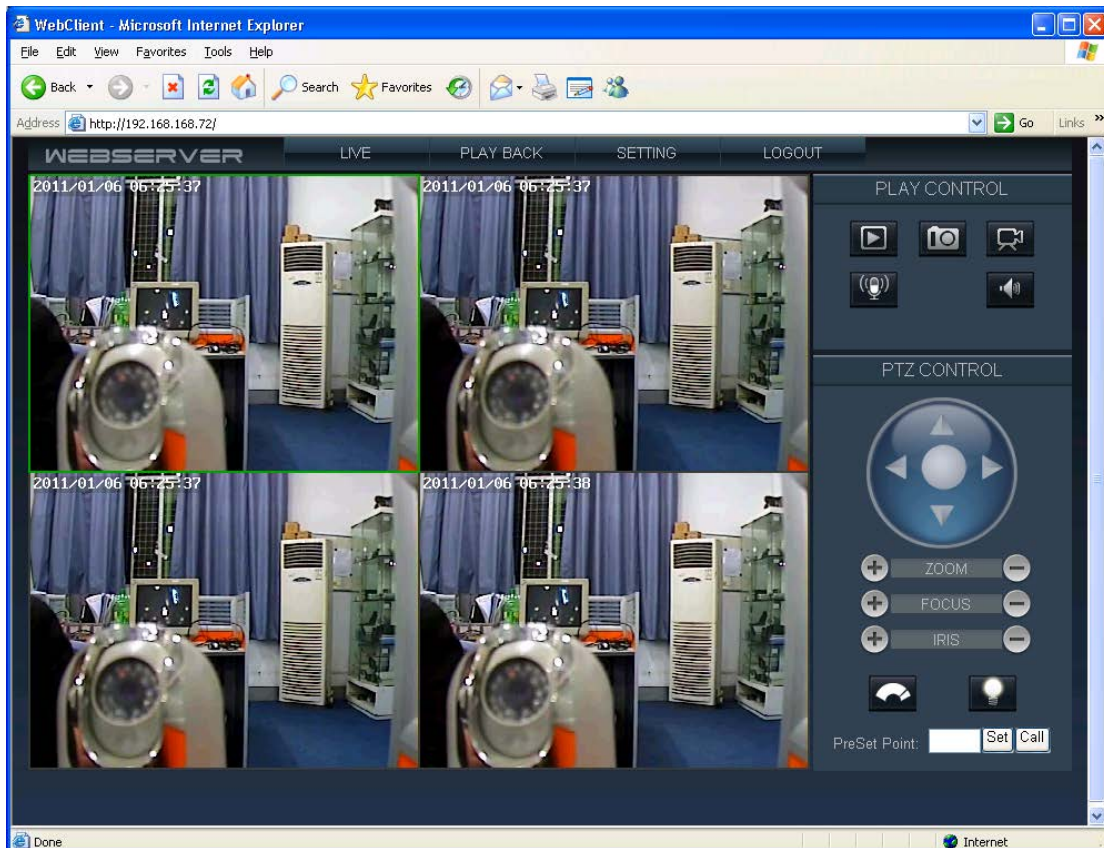 WebClient - Microsoft Internet Explorer
File Edit View Favorites Tools Help
Back Search Favorites
Address http://192.168.168.72/ Go Links »
WEBSERVER LIVE PLAY BACK SETTING LOGOUT
2011/01/06 06:25:37 2011/01/06 06:25:37
PLAY CONTROL
PTZ CONTROL
2011/01/06 06:25:37 2011/01/06 06:25:38
ZOOM
FOCUS
IRIS
PreSet Point: Set Call
Done Internet